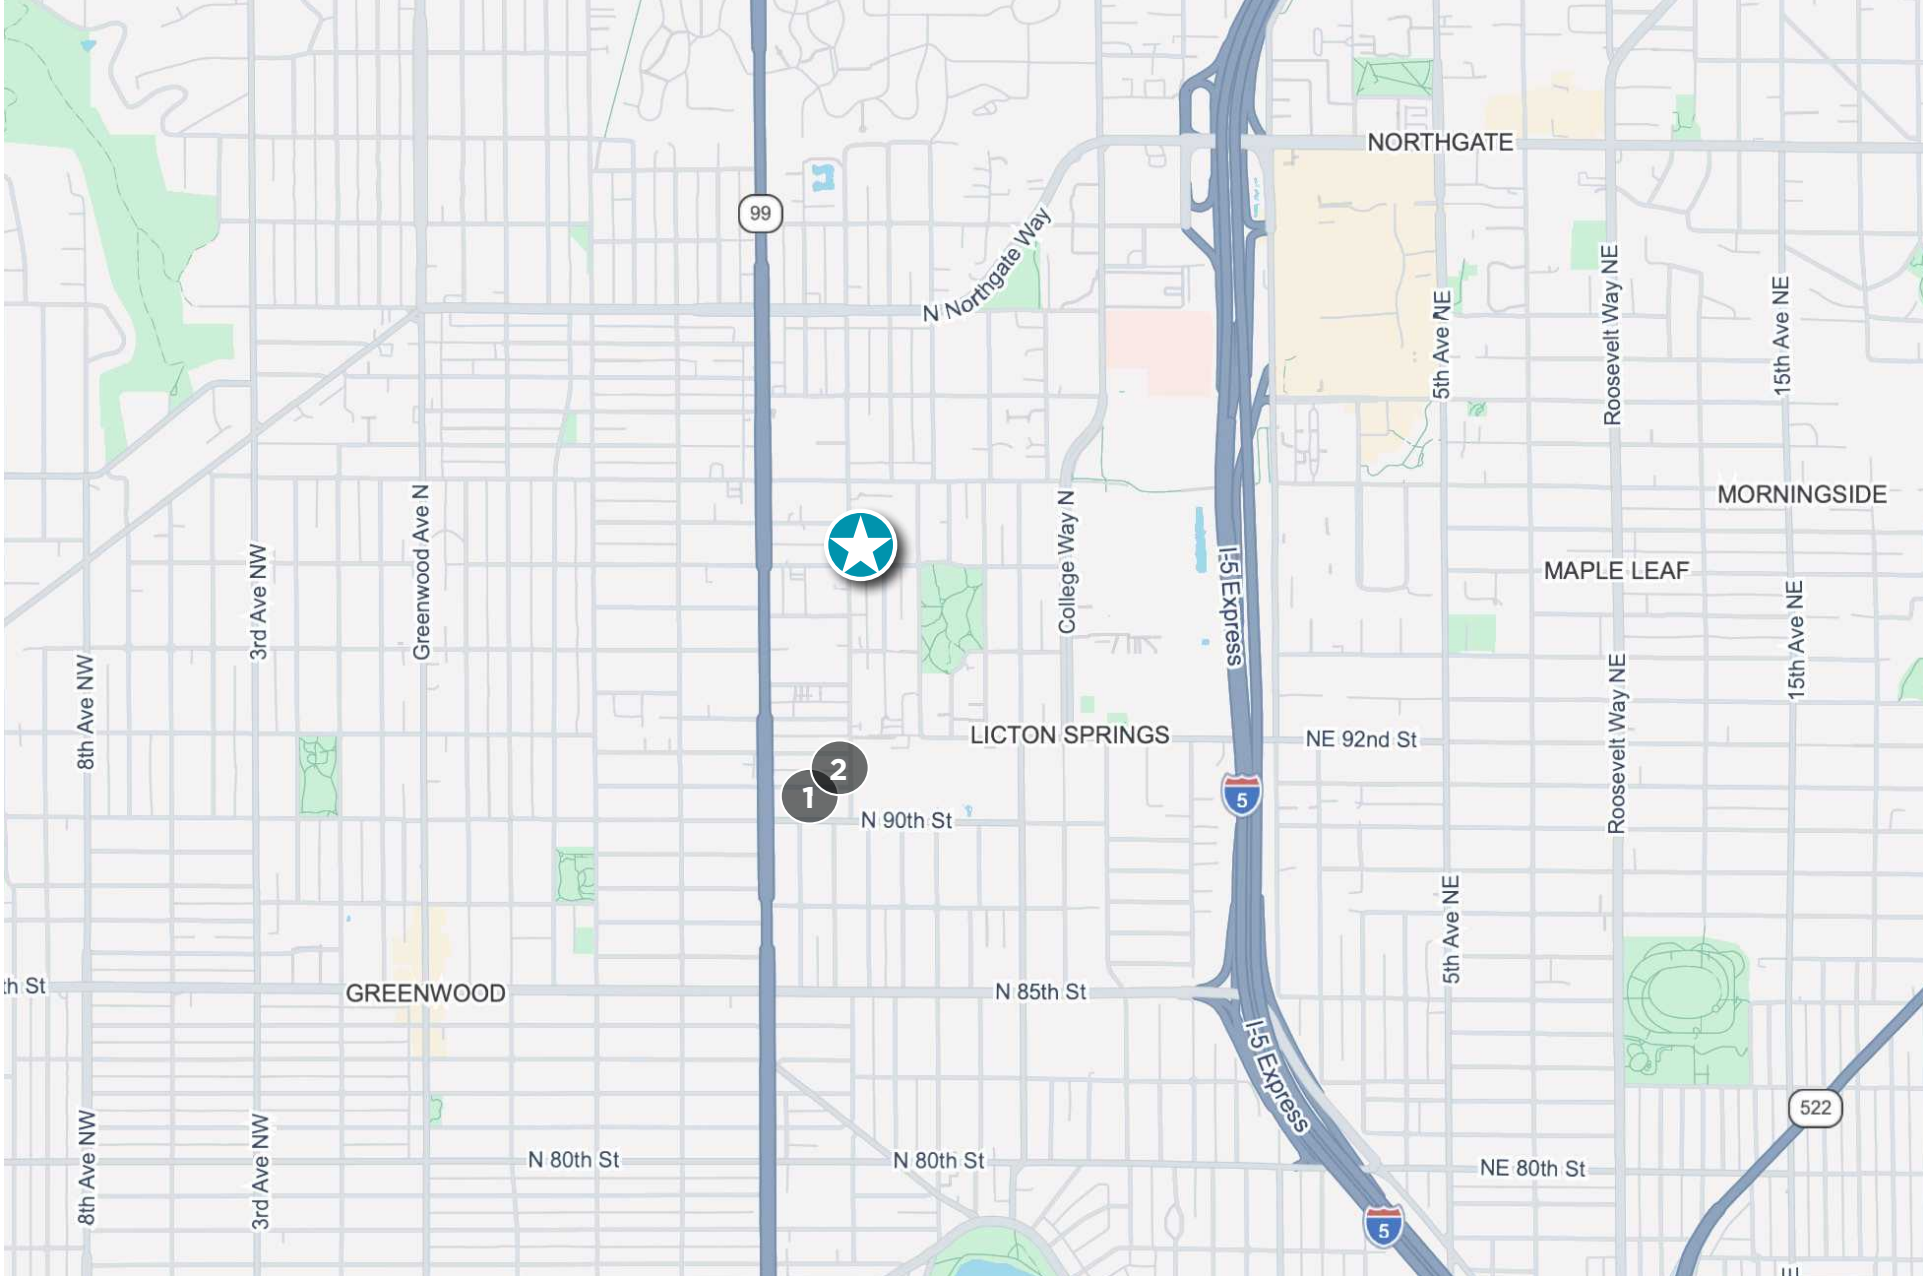 NORTHGATE
99
N Northgate Way
5th Ave NE
Roosevelt Way NE
15th Ave NE
MORNINGSIDE
Greenwood Ave N
College Way N
3rd Ave NW
I-5 Express
MAPLE LEAF
15th Ave NE
8th Ave NW
Roosevelt Way NE
LICTON SPRINGS
NE 92nd St
2
1
5
N 90th St
5th Ave NE
th St
GREENWOOD
N 85th St
I-5 Express
522
8th Ave NW
3rd Ave NW
N 80th St
N 80th St
NE 80th St
5